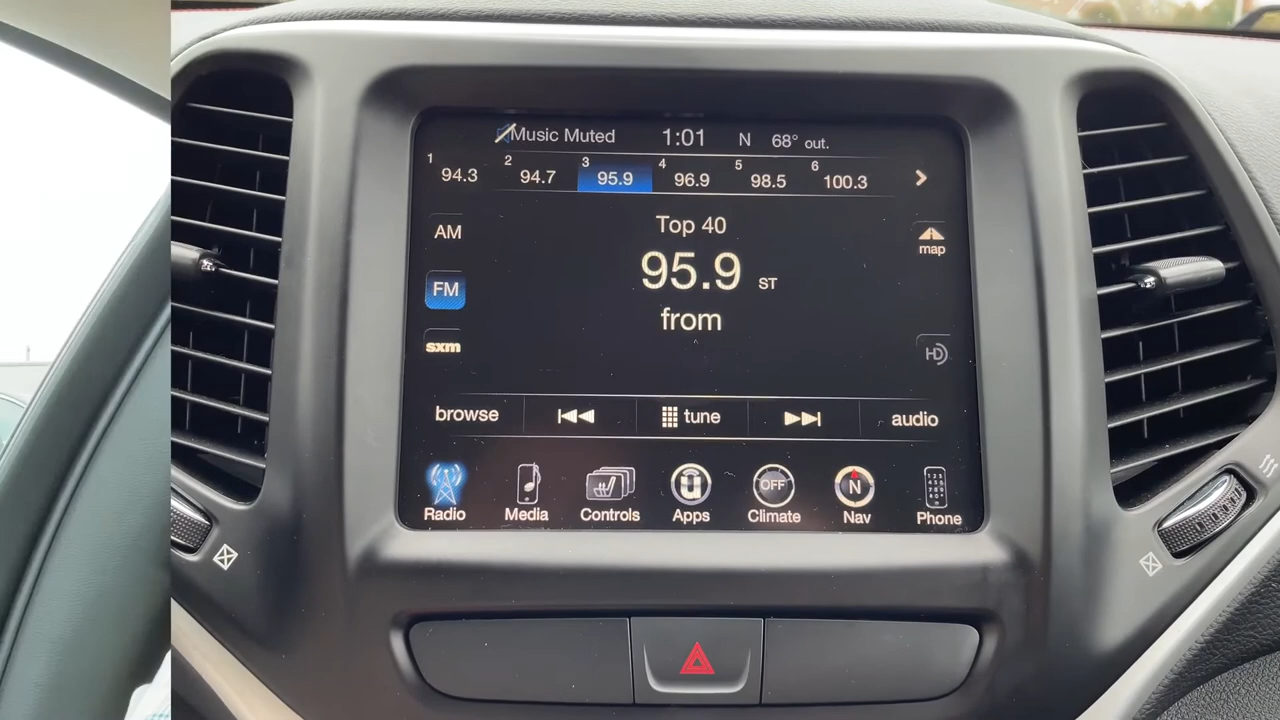 Music Muted 1:01 N 68° out.
1 94.3 2 94.7 3 95.9 4 96.9 5 98.5 6 100.3
AM
Top 40
map
FM
95.9 ST
from
sxm
HD
browse tune audio
OFF N
Radio Media Controls Apps Climate Nav Phone